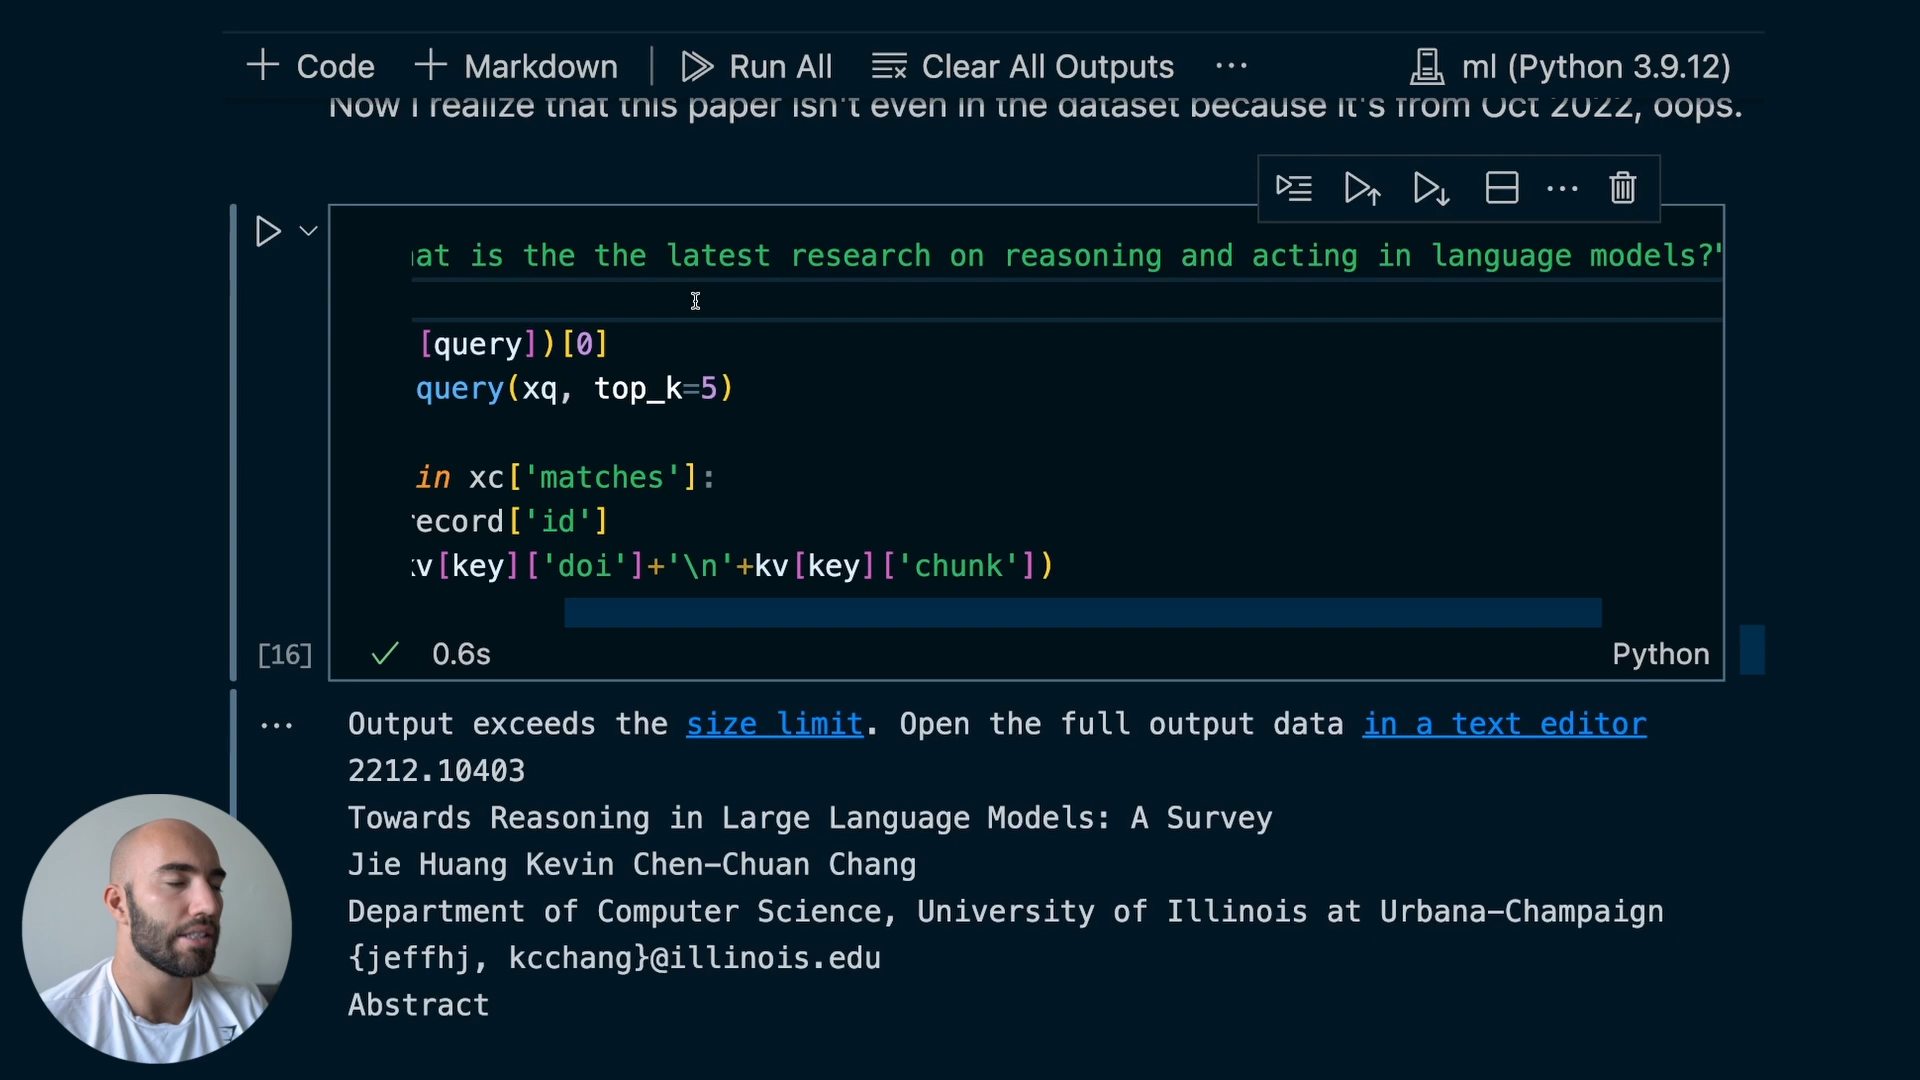 Code Markdown Run All Clear All Outputs ... ml (Python 3.9.12)
Now I realize that this paper isn't even in the dataset because it's from Oct 2022, oops.
at is the the latest research on reasoning and acting in language models?"
[query])[0]
query(xq, top_k=5)
in xc['matches']:
record['id']
kv[key]['doi']+'\n'+kv[key]['chunk'])
[16] 0.6s Python
Output exceeds the size limit. Open the full output data in a text editor
2212.10403
Towards Reasoning in Large Language Models: A Survey
Jie Huang Kevin Chen-Chuan Chang
Department of Computer Science, University of Illinois at Urbana-Champaign
{jeffhj, kcchang}@illinois.edu
Abstract